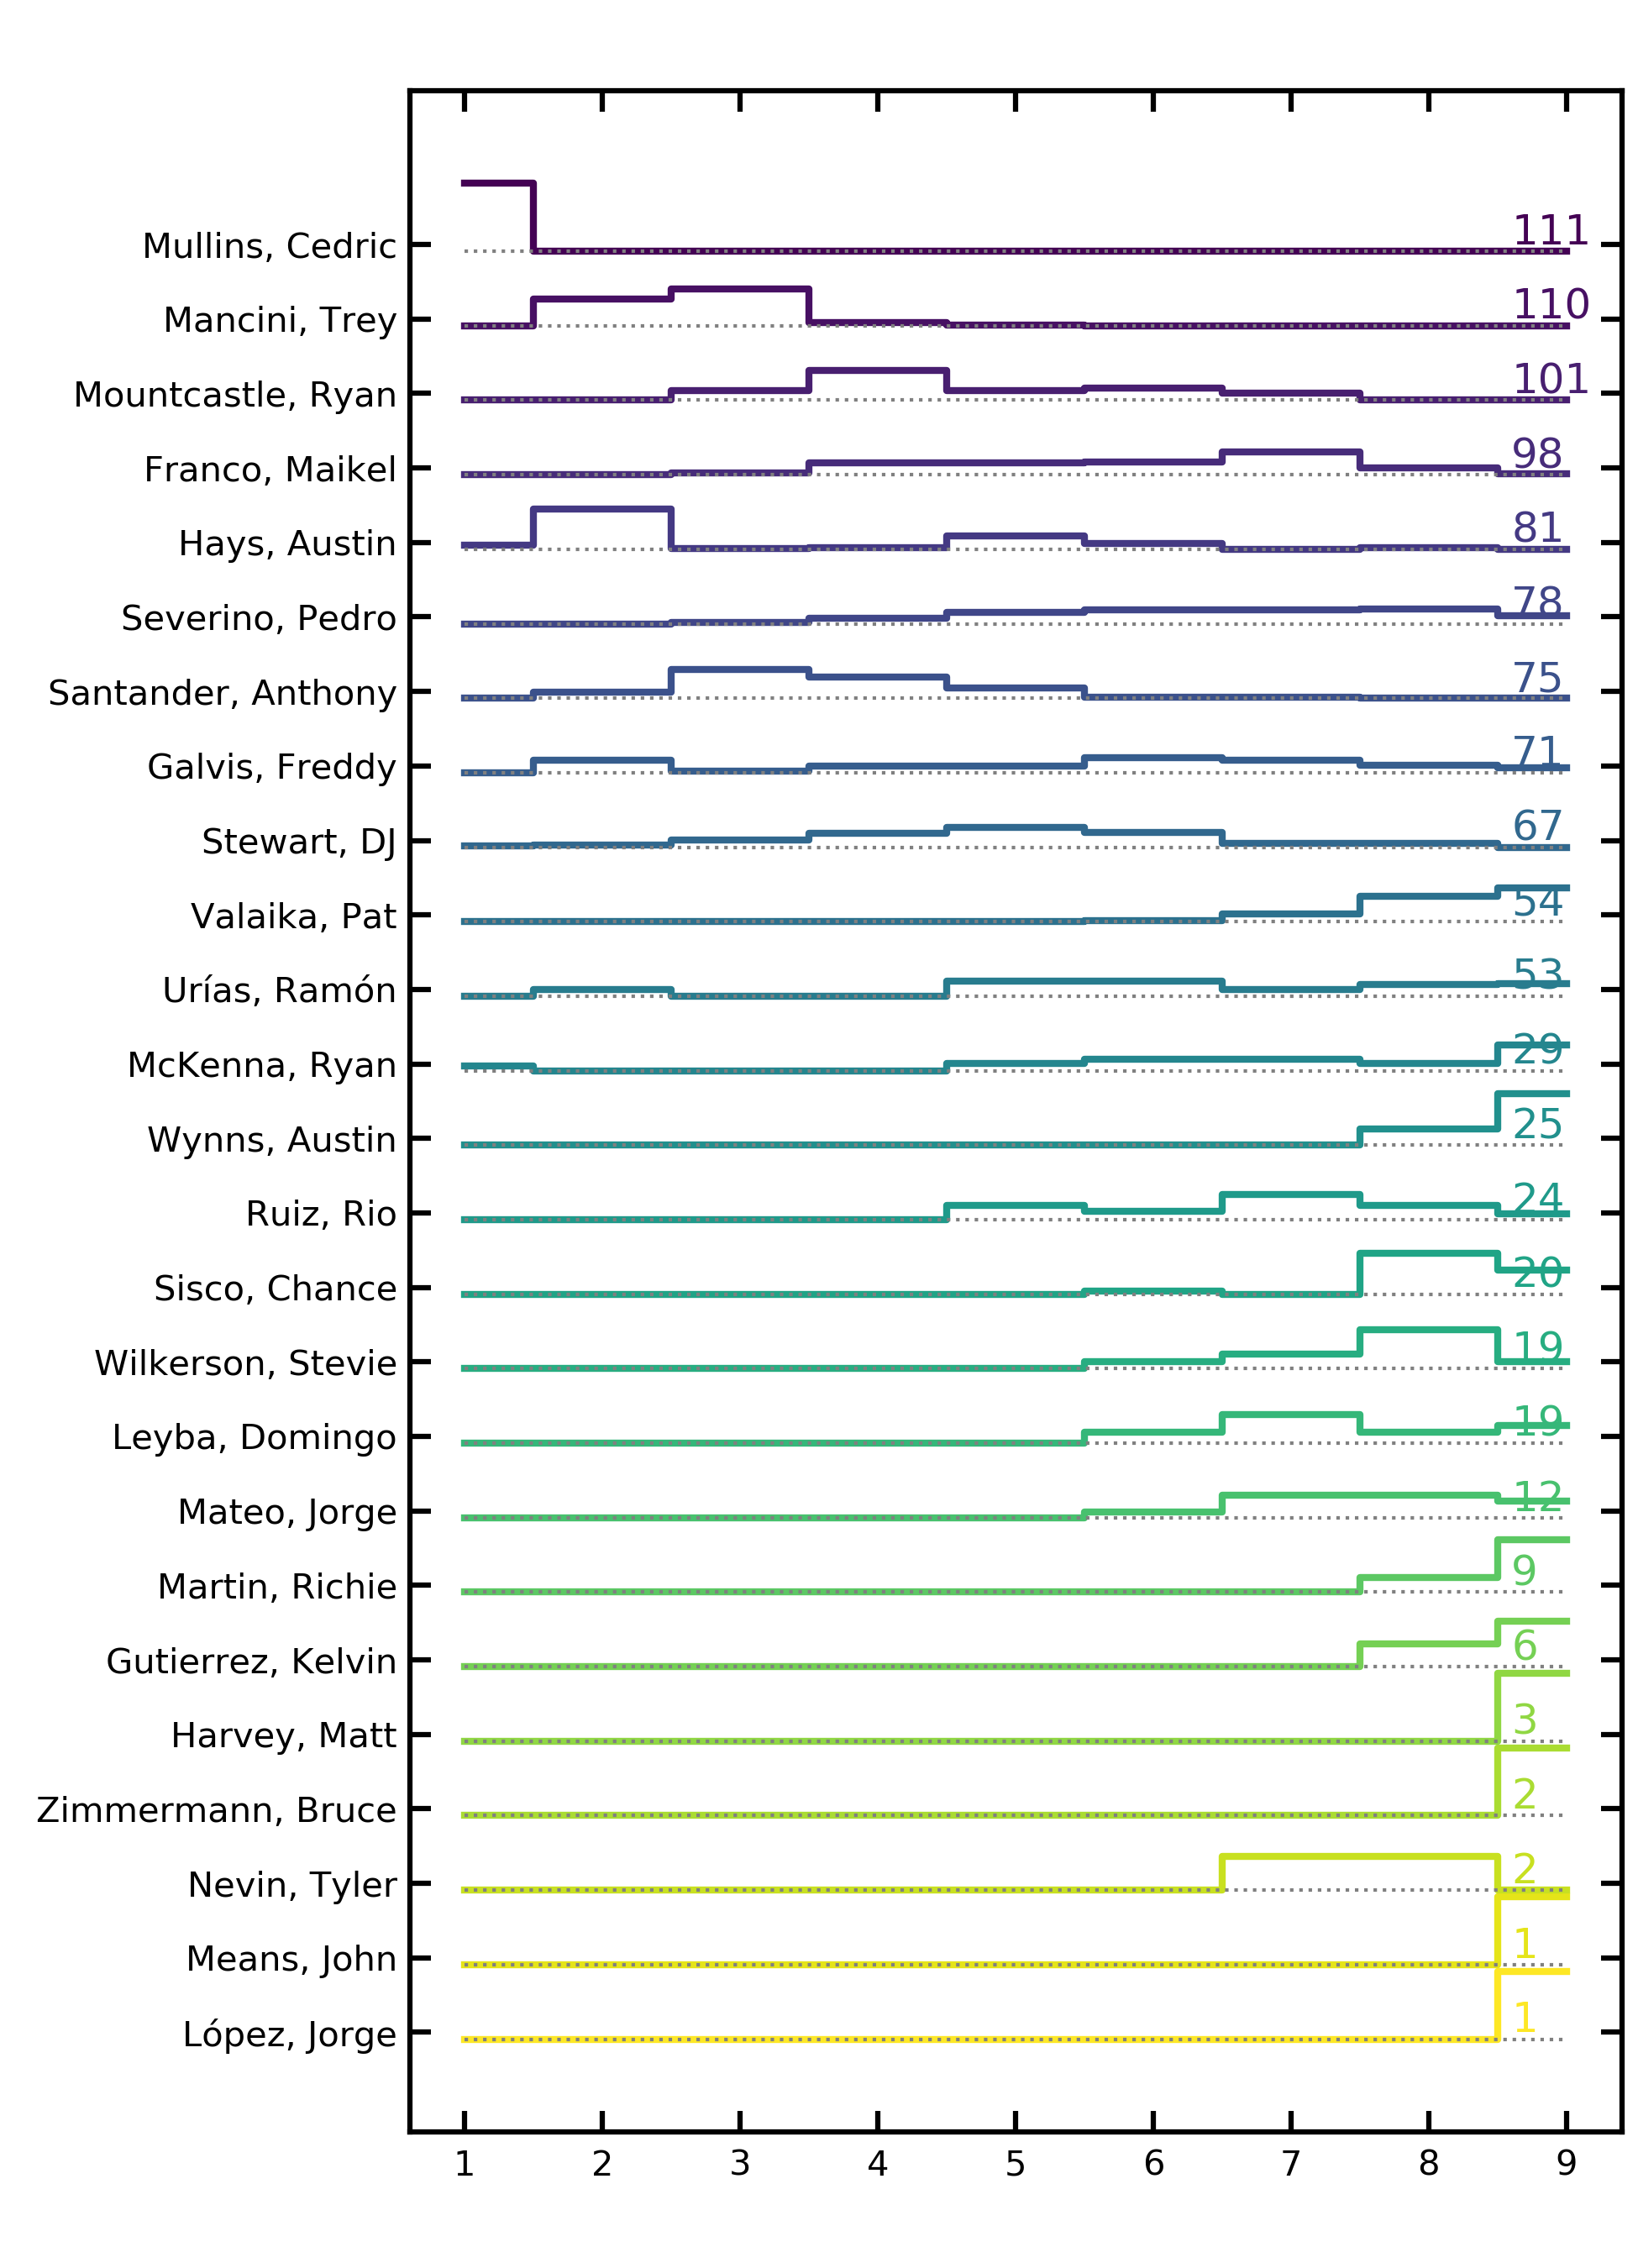 Mullins, Cedric 111
Mancini, Trey 110
Mountcastle, Ryan 101
Franco, Maikel 98
Hays, Austin 81
Severino, Pedro 78
Santander, Anthony 75
Galvis, Freddy 71
Stewart, DJ 67
Valaika, Pat 54
Urías, Ramón 53
McKenna, Ryan 29
Wynns, Austin 25
Ruiz, Rio 24
Sisco, Chance 20
Wilkerson, Stevie 19
Leyba, Domingo 19
Mateo, Jorge 12
Martin, Richie 9
Gutierrez, Kelvin 6
Harvey, Matt 3
Zimmermann, Bruce 2
Nevin, Tyler 2
Means, John 1
López, Jorge 1
1 2 3 4 5 6 7 8 9